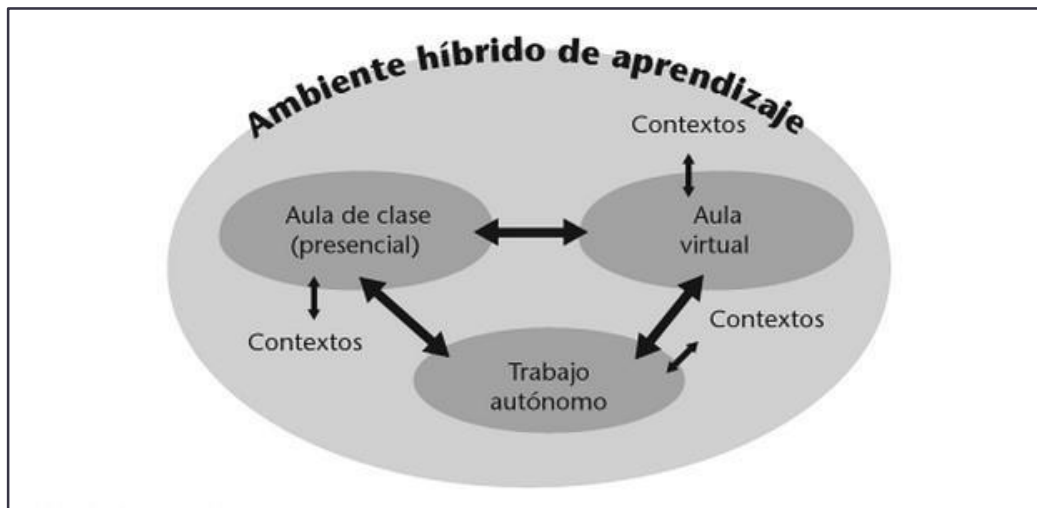 Ambiente híbrido de aprendizaje
Contextos
Aula de clase
(presencial)
Aula
virtual
Contextos
Contextos
Trabajo
autónomo